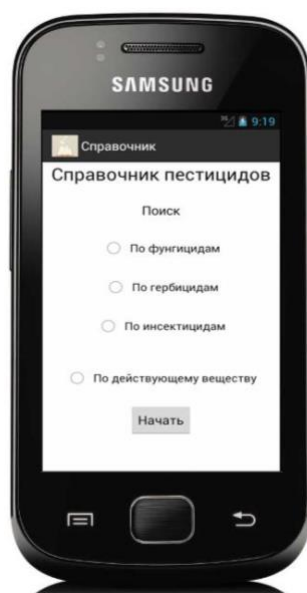 SAMSUNG
9:19
Справочник
Справочник пестицидов
Поиск
По фунгицидам
По гербицидам
По инсектицидам
По действующему веществу
Начать